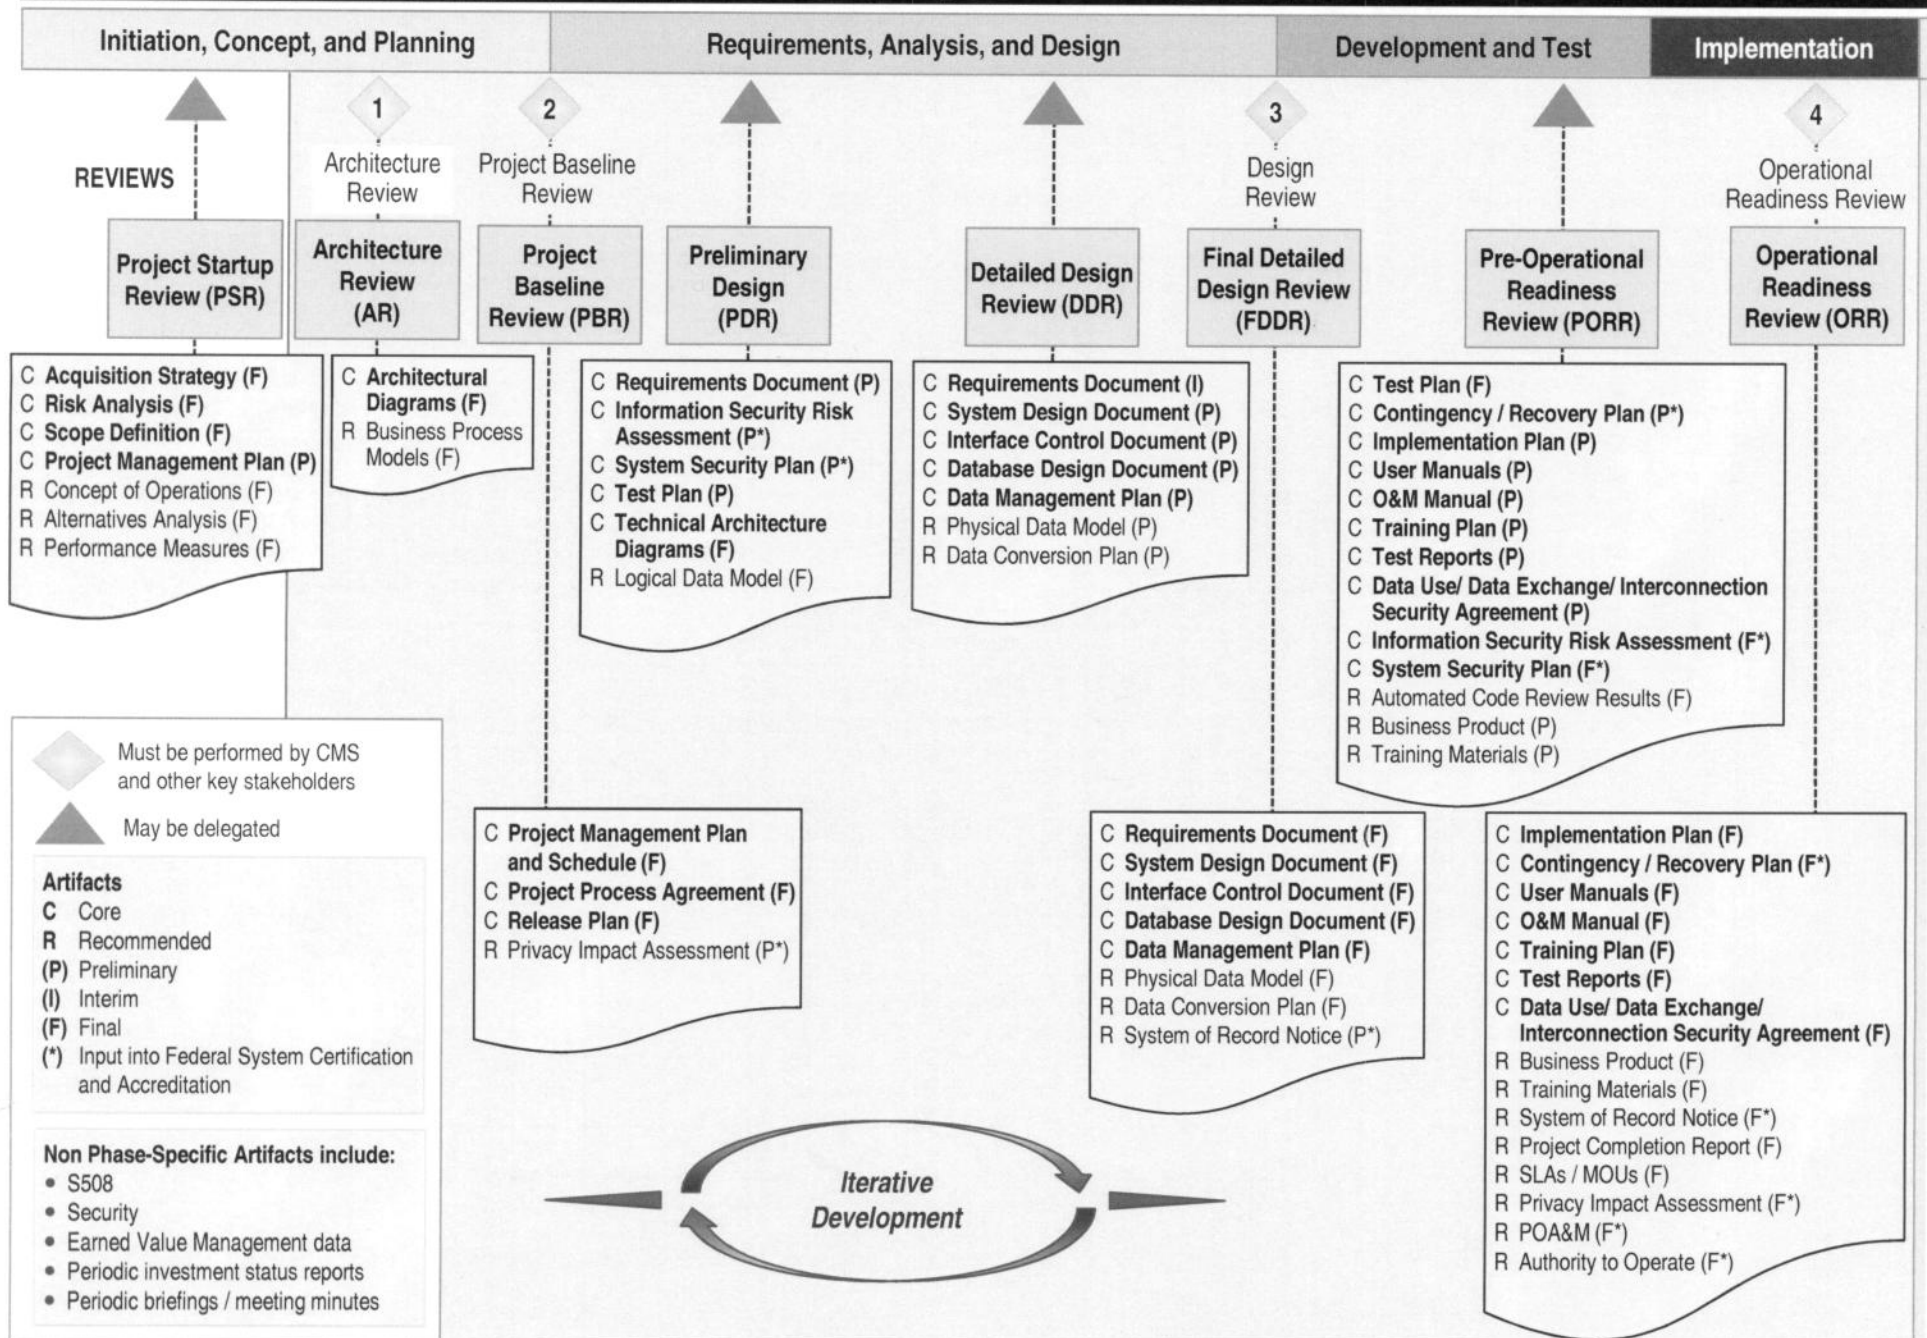 Initiation, Concept, and Planning
Requirements, Analysis, and Design
Development and Test
Implementation
REVIEWS
1
Architecture
Review
2
Project Baseline
Review
3
Design
Review
4
Operational
Readiness Review
Project Startup
Review (PSR)
Architecture
Review
(AR)
Project
Baseline
Review (PBR)
Preliminary
Design
(PDR)
Detailed Design
Review (DDR)
Final Detailed
Design Review
(FDDR)
Pre-Operational
Readiness
Review (PORR)
Operational
Readiness
Review (ORR)
C Acquisition Strategy (F)
C Risk Analysis (F)
C Scope Definition (F)
C Project Management Plan (P)
R Concept of Operations (F)
R Alternatives Analysis (F)
R Performance Measures (F)
C Architectural
Diagrams (F)
R Business Process
Models (F)
C Requirements Document (P)
C Information Security Risk
Assessment (P*)
C System Security Plan (P*)
C Test Plan (P)
C Technical Architecture
Diagrams (F)
R Logical Data Model (F)
C Requirements Document (I)
C System Design Document (P)
C Interface Control Document (P)
C Database Design Document (P)
C Data Management Plan (P)
R Physical Data Model (P)
R Data Conversion Plan (P)
C Test Plan (F)
C Contingency / Recovery Plan (P*)
C Implementation Plan (P)
C User Manuals (P)
C O&M Manual (P)
C Training Plan (P)
C Test Reports (P)
C Data Use/ Data Exchange/ Interconnection
Security Agreement (P)
C Information Security Risk Assessment (F*)
C System Security Plan (F*)
R Automated Code Review Results (F)
R Business Product (P)
R Training Materials (P)
Must be performed by CMS
and other key stakeholders
May be delegated
Artifacts
C Core
R Recommended
(P) Preliminary
(I) Interim
(F) Final
(*) Input into Federal System Certification
and Accreditation
Non Phase-Specific Artifacts include:
• S508
• Security
• Earned Value Management data
• Periodic investment status reports
• Periodic briefings / meeting minutes
C Project Management Plan
and Schedule (F)
C Project Process Agreement (F)
C Release Plan (F)
R Privacy Impact Assessment (P*)
C Requirements Document (F)
C System Design Document (F)
C Interface Control Document (F)
C Database Design Document (F)
C Data Management Plan (F)
R Physical Data Model (F)
R Data Conversion Plan (F)
R System of Record Notice (P*)
C Implementation Plan (F)
C Contingency / Recovery Plan (F*)
C User Manuals (F)
C O&M Manual (F)
C Training Plan (F)
C Test Reports (F)
C Data Use/ Data Exchange/
Interconnection Security Agreement (F)
R Business Product (F)
R Training Materials (F)
R System of Record Notice (F*)
R Project Completion Report (F)
R SLAs / MOUs (F)
R Privacy Impact Assessment (F*)
R POA&M (F*)
R Authority to Operate (F*)
Iterative
Development